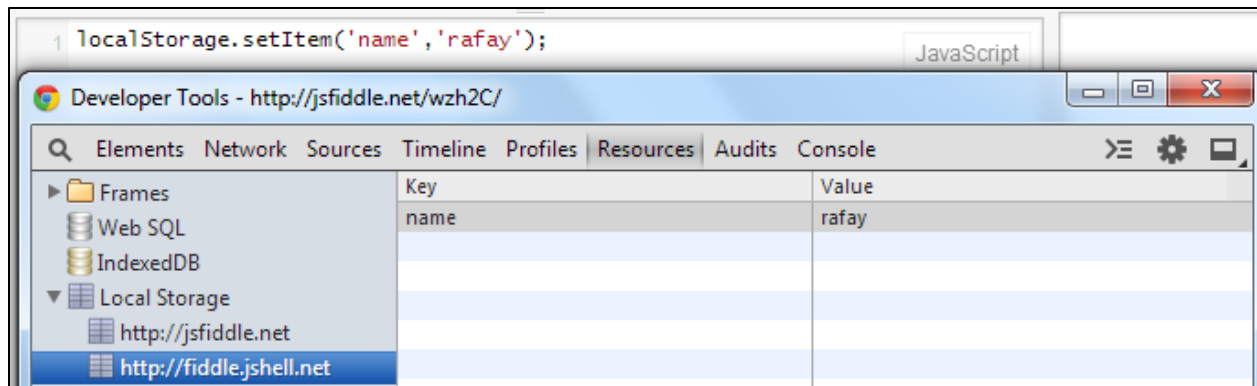 1 localStorage.setItem('name','rafay');
JavaScript
Developer Tools - http://jsfiddle.net/wzh2C/
Elements Network Sources Timeline Profiles Resources Audits Console
Frames
Web SQL
IndexedDB
Local Storage
http://jsfiddle.net
http://fiddle.jshell.net
Key Value
name rafay